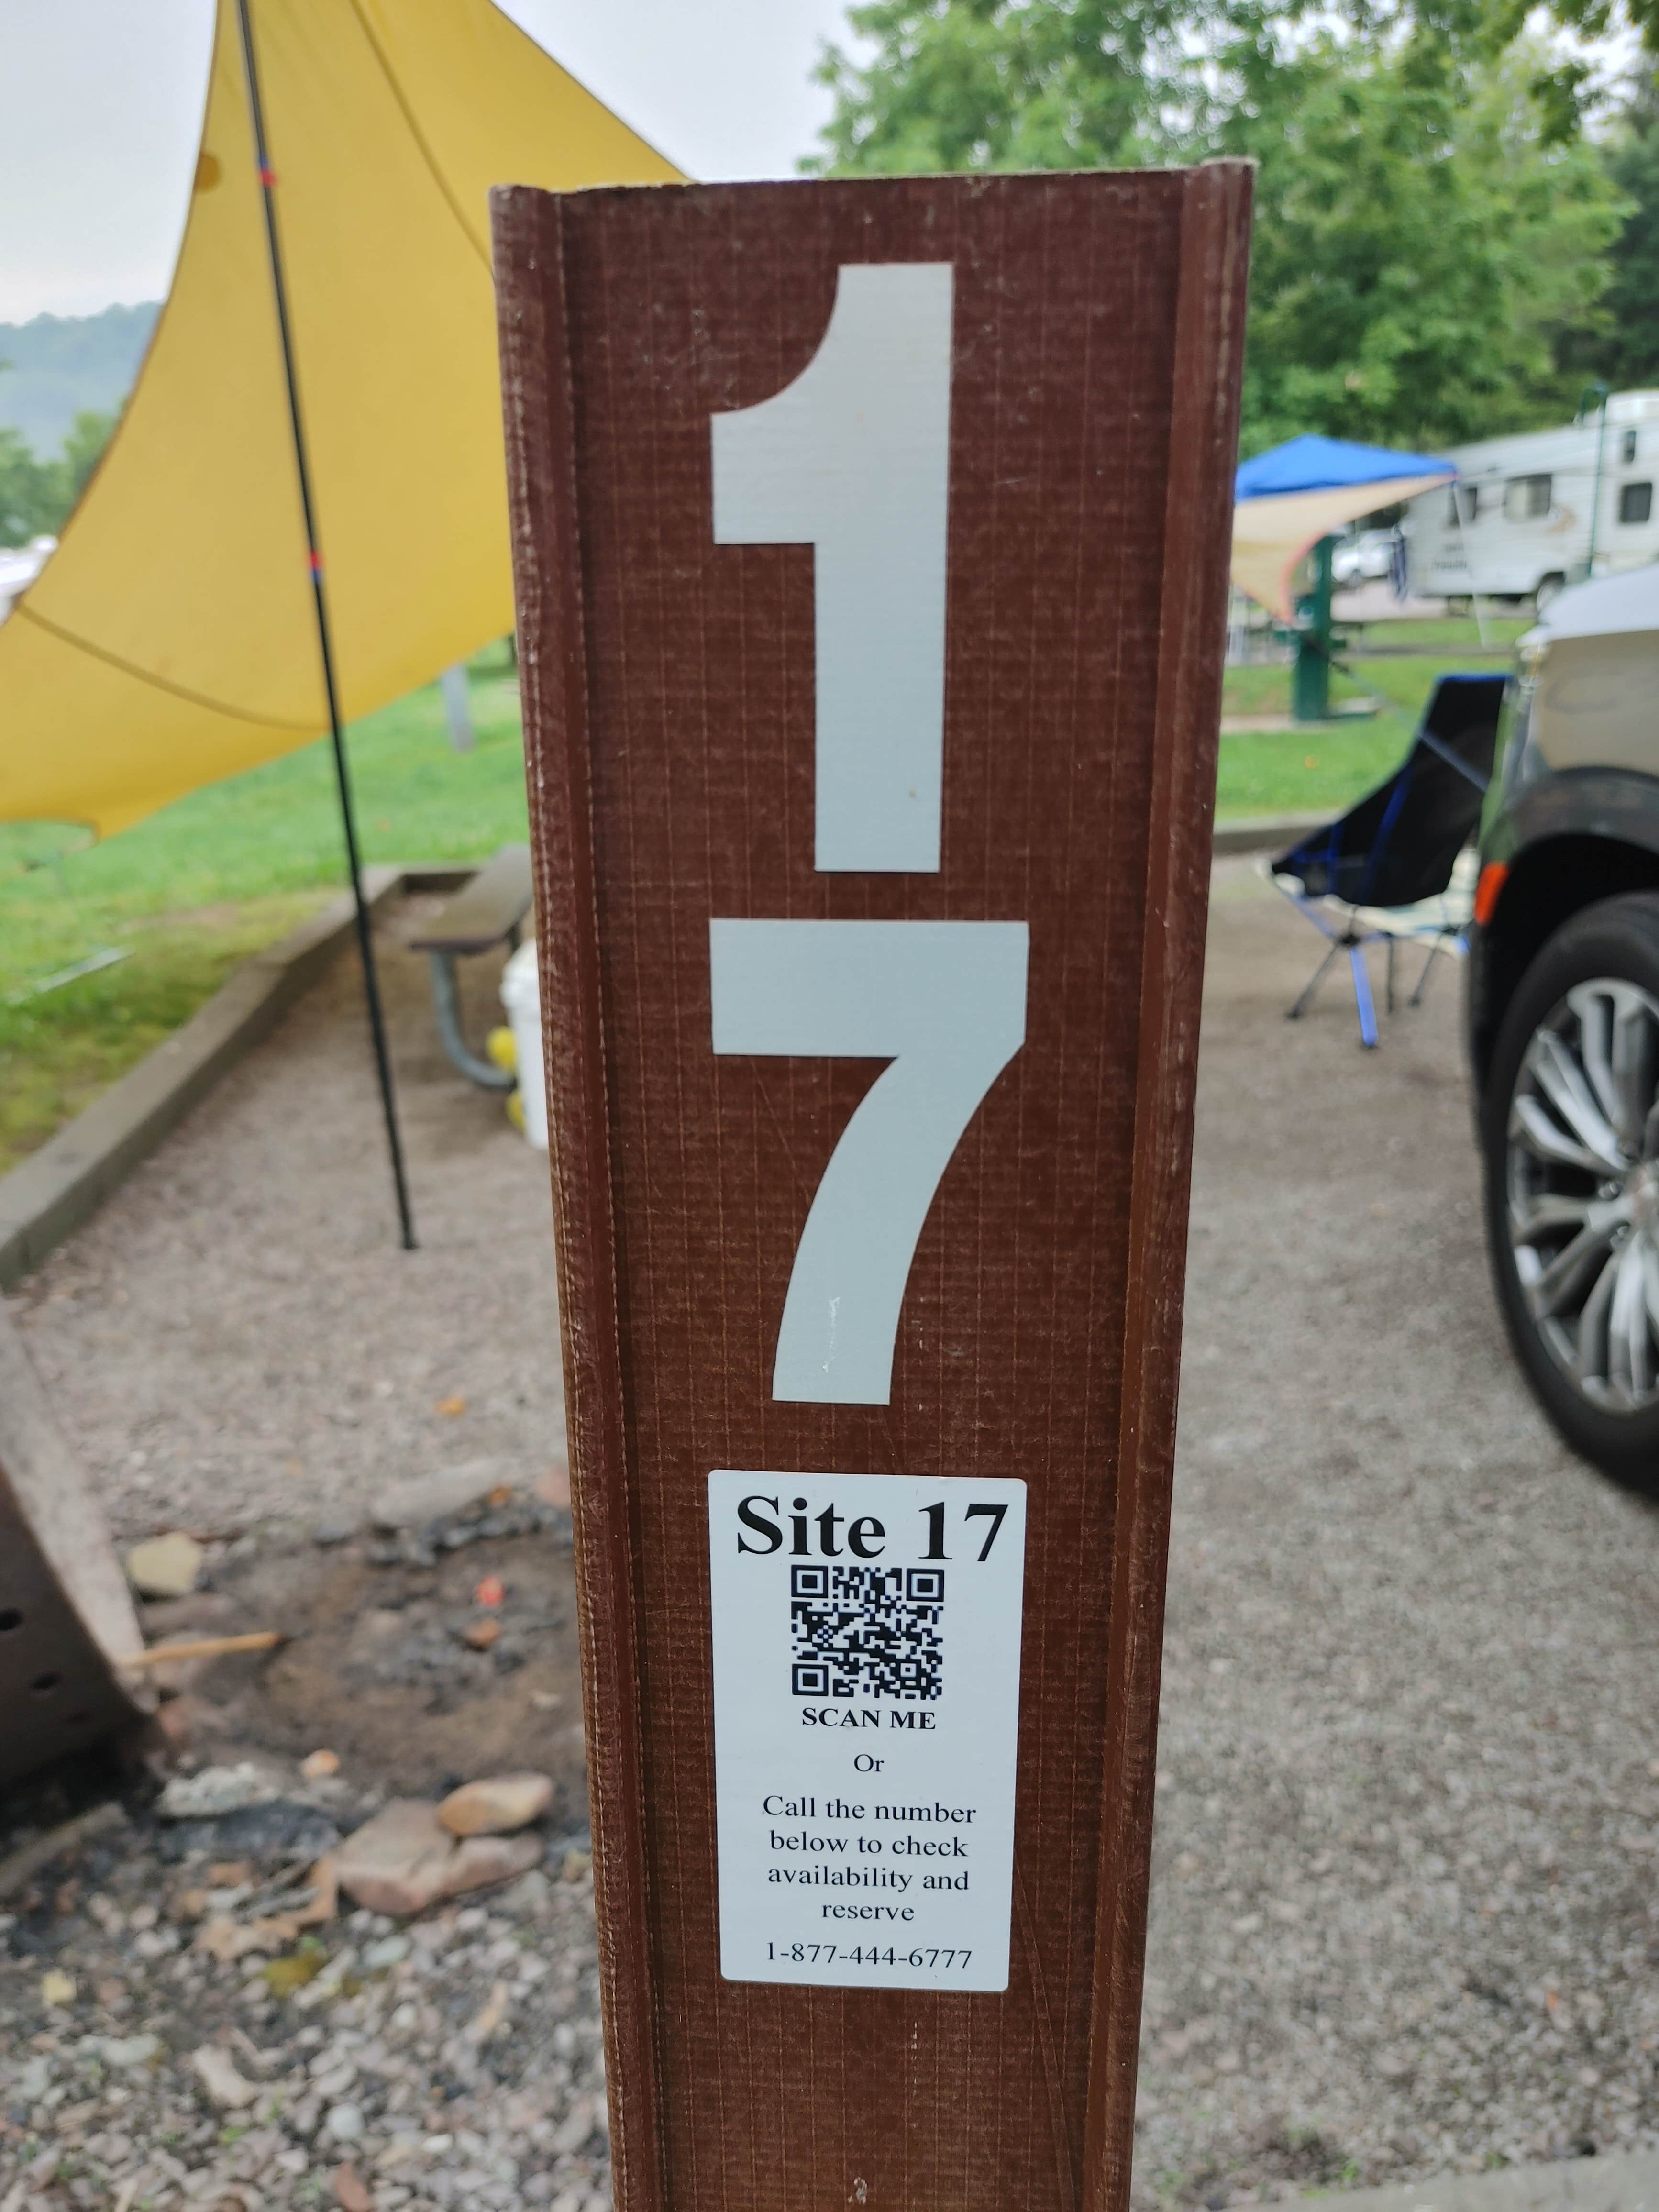 1
7
Site 17
SCAN ME
Or
Call the number
below to check
availability and
reserve
1-877-444-6777